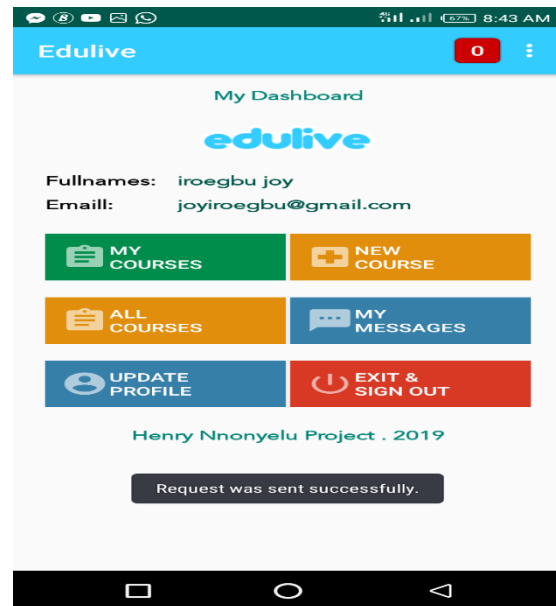 67% 8:43 AM
Edulive 0
My Dashboard
edulive
Fullnames: iroegbu joy
Emaill: joyiroegbu@gmail.com
MY COURSES
NEW COURSE
ALL COURSES
MY MESSAGES
UPDATE PROFILE
EXIT & SIGN OUT
Henry Nnonyelu Project . 2019
Request was sent successfully.